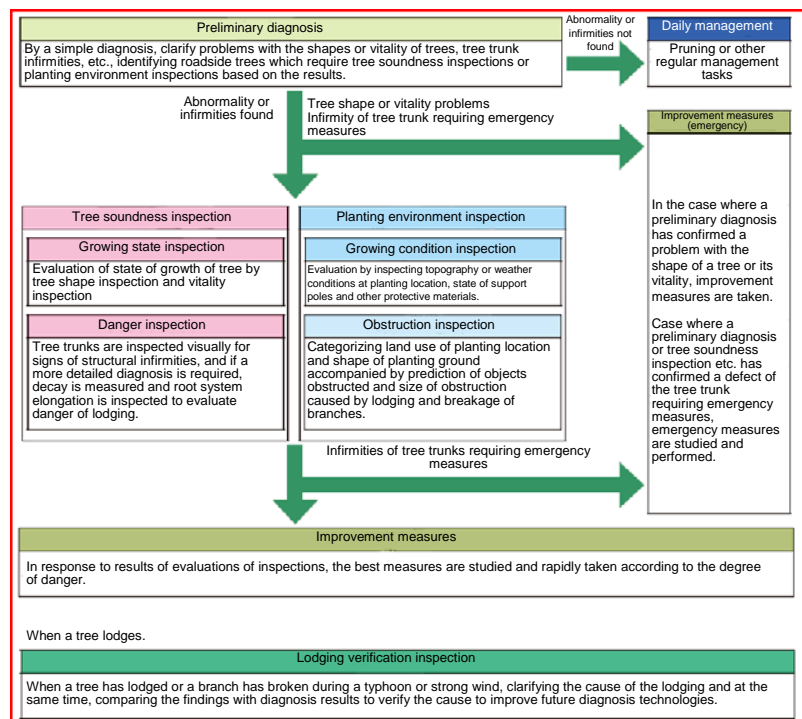 Preliminary diagnosis
By a simple diagnosis, clarify problems with the shapes or vitality of trees, tree trunk
infirmities, etc., identifying roadside trees which require tree soundness inspections or
planting environment inspections based on the results.
Abnormality or
infirmities not
found
Daily management
Pruning or other
regular management
tasks
Abnormality or
infirmities found
Tree shape or vitality problems
Infirmity of tree trunk requiring emergency
measures
Improvement measures
(emergency)
In the case where a
preliminary diagnosis
has confirmed a
problem with the
shape of a tree or its
vitality, improvement
measures are taken.
Case where a
preliminary diagnosis
or tree soundness
inspection etc. has
confirmed a defect of
the tree trunk
requiring emergency
measures,
emergency measures
are studied and
performed.
Tree soundness inspection
Growing state inspection
Evaluation of state of growth of tree by
tree shape inspection and vitality
inspection
Danger inspection
Tree trunks are inspected visually for
signs of structural infirmities, and if a
more detailed diagnosis is required,
decay is measured and root system
elongation is inspected to evaluate
danger of lodging.
Planting environment inspection
Growing condition inspection
Evaluation by inspecting topography or weather
conditions at planting location, state of support
poles and other protective materials.
Obstruction inspection
Categorizing land use of planting location
and shape of planting ground
accompanied by prediction of objects
obstructed and size of obstruction
caused by lodging and breakage of
branches.
Infirmities of tree trunks requiring emergency
measures
Improvement measures
In response to results of evaluations of inspections, the best measures are studied and rapidly taken according to the degree
of danger.
When a tree lodges.
Lodging verification inspection
When a tree has lodged or a branch has broken during a typhoon or strong wind, clarifying the cause of the lodging and at the
same time, comparing the findings with diagnosis results to verify the cause to improve future diagnosis technologies.